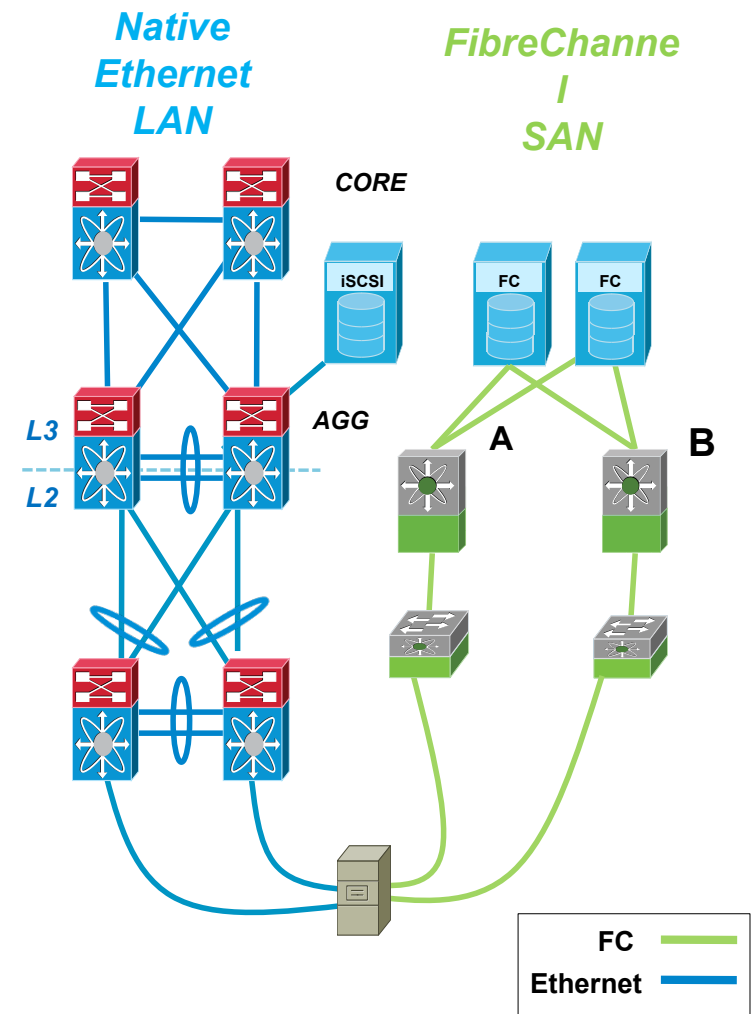 Native
Ethernet
LAN
FibreChanne
l
SAN
CORE
iSCSI
FC
FC
L3
AGG
A
B
L2
FC
Ethernet